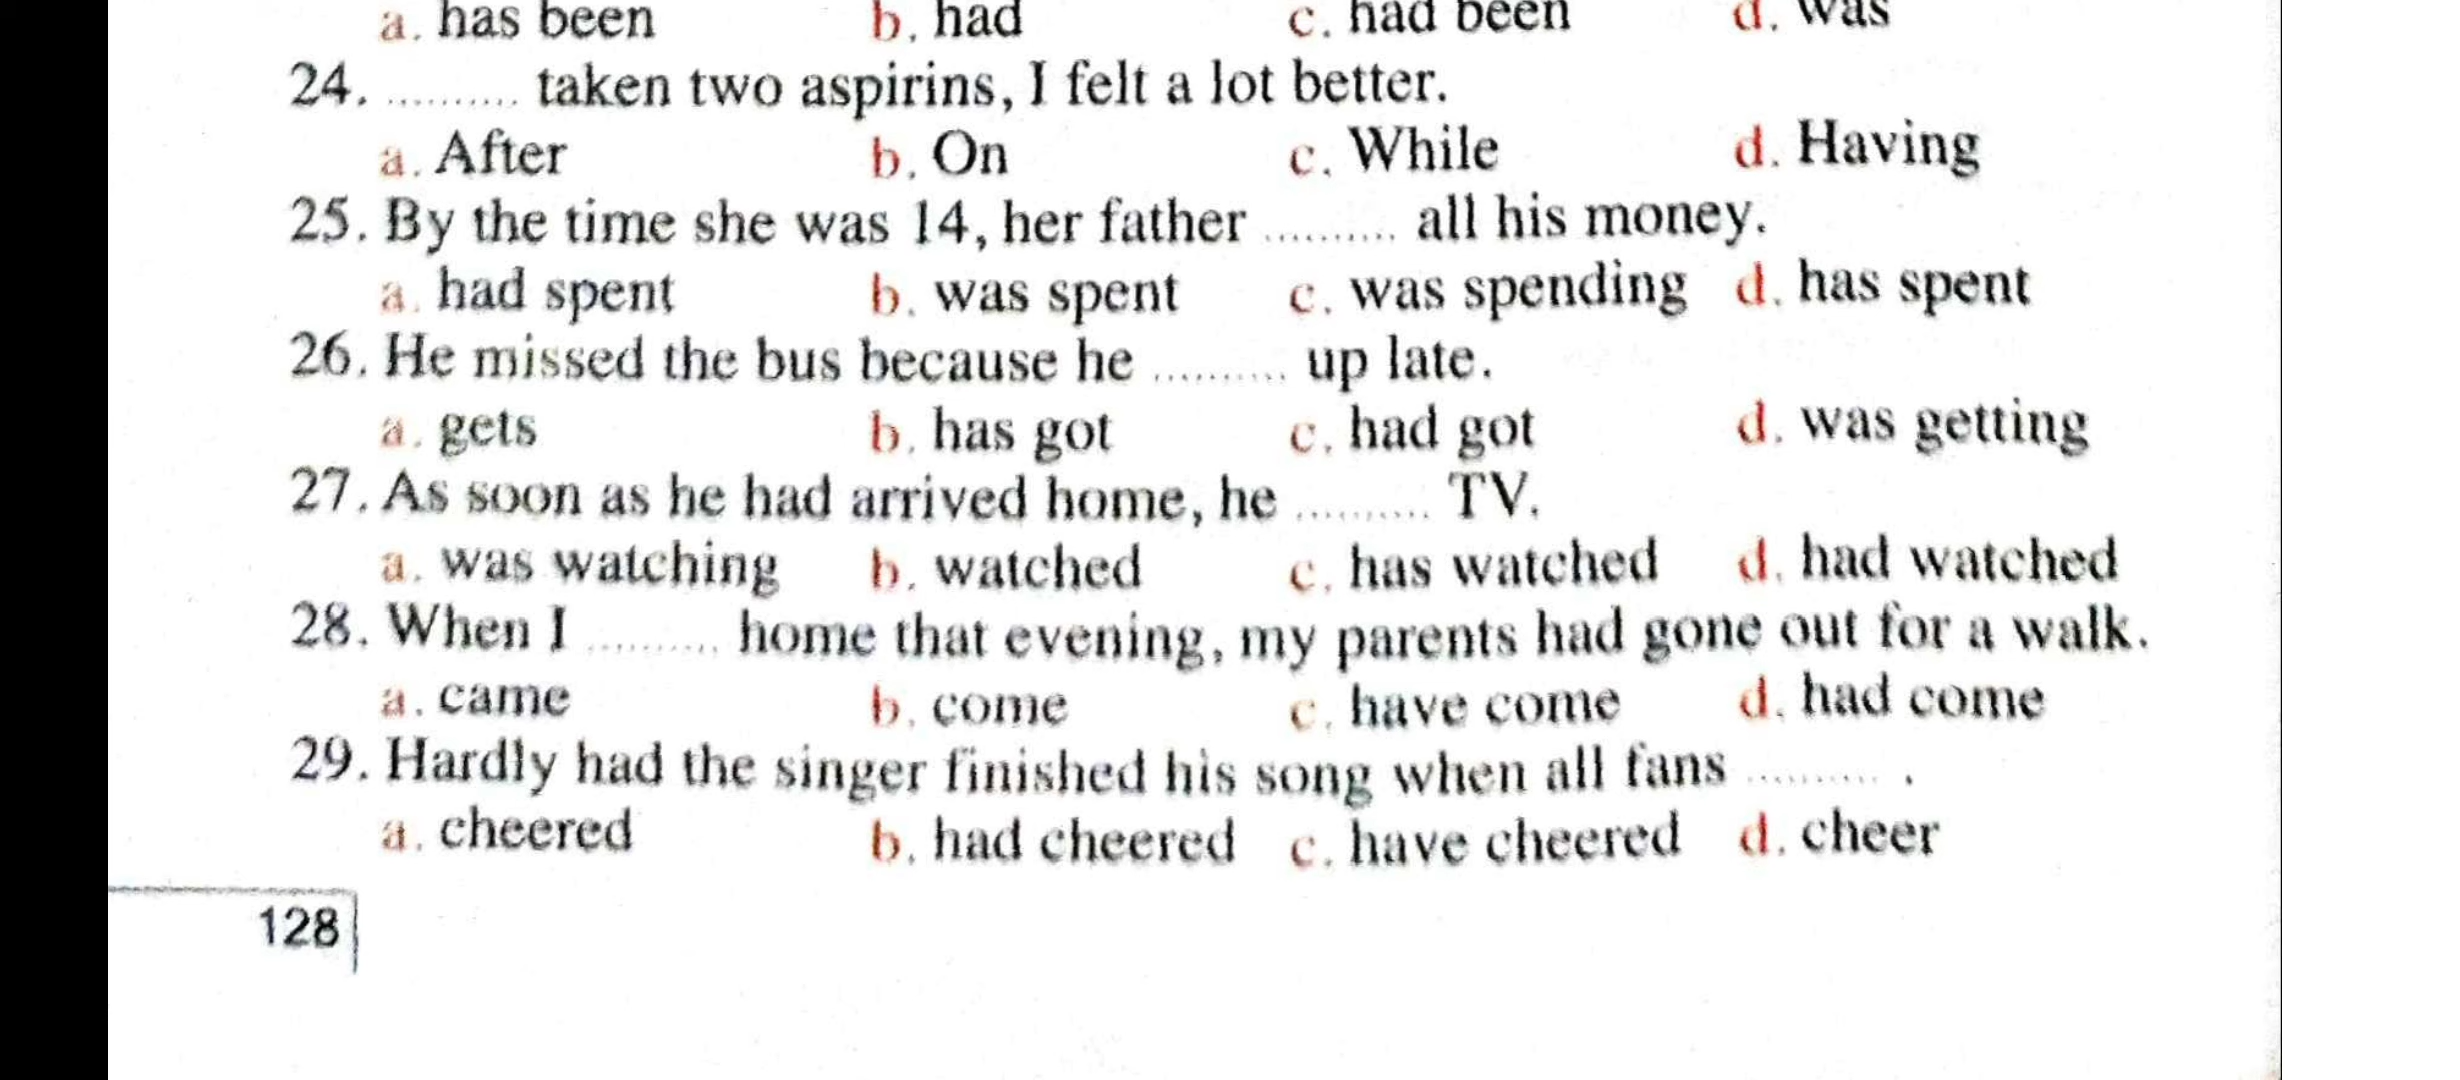 a. has been b. had c. had been d. was
24. .......... taken two aspirins, I felt a lot better.
a. After b. On c. While d. Having
25. By the time she was 14, her father .......... all his money.
a. had spent b. was spent c. was spending d. has spent
26. He missed the bus because he .......... up late.
a. gets b. has got c. had got d. was getting
27. As soon as he had arrived home, he .......... TV.
a. was watching b. watched c. has watched d. had watched
28. When I .......... home that evening, my parents had gone out for a walk.
a. came b. come c. have come d. had come
29. Hardly had the singer finished his song when all fans .......... .
a. cheered b. had cheered c. have cheered d. cheer
128